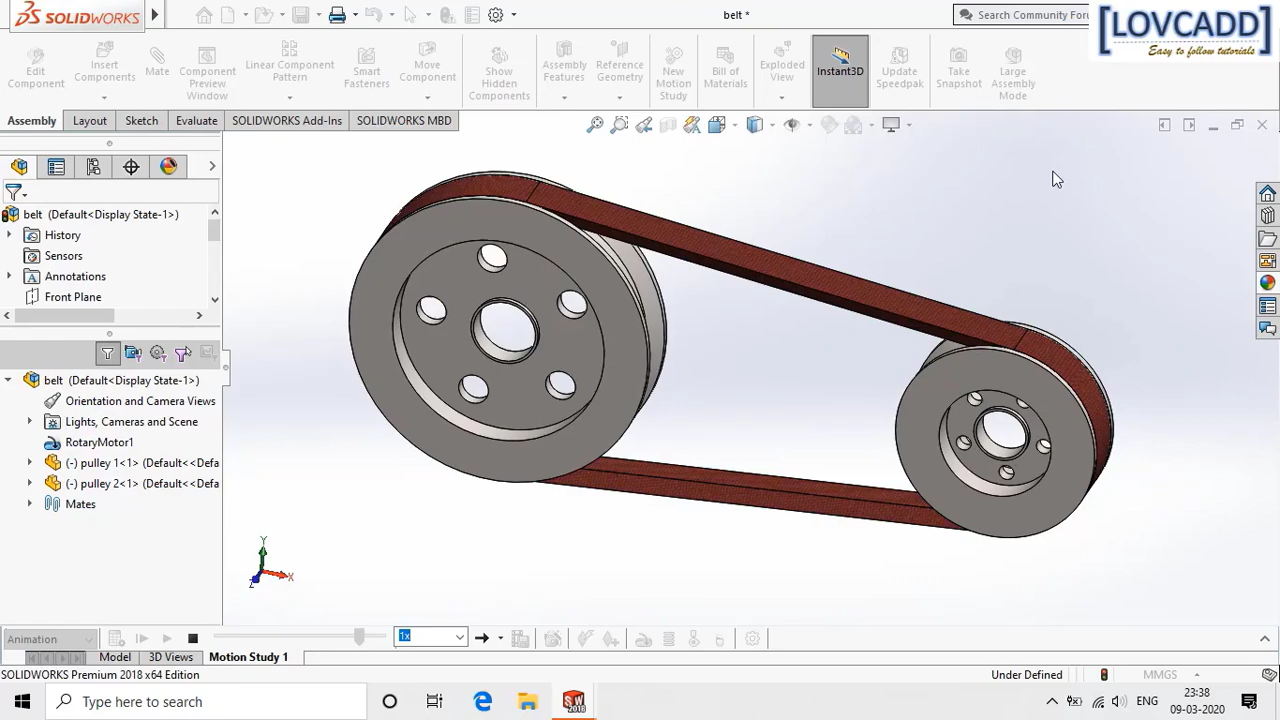 SOLIDWORKS
belt *
Search Community Foru
[LOVCADD]
Easy to follow tutorials
Edit Component
Insert Components
Mate
Component Preview Window
Linear Component Pattern
Smart Fasteners
Move Component
Show Hidden Components
Assembly Features
Reference Geometry
New Motion Study
Bill of Materials
Exploded View
Instant3D
Update Speedpak
Take Snapshot
Large Assembly Mode
Assembly
Layout
Sketch
Evaluate
SOLIDWORKS Add-Ins
SOLIDWORKS MBD
belt (Default<Display State-1>)
History
Sensors
Annotations
Front Plane
belt (Default<Display State-1>)
Orientation and Camera Views
Lights, Cameras and Scene
RotaryMotor1
(-) pulley 1<1> (Default<<Defa
(-) pulley 2<1> (Default<<Defa
Mates
Y
X
Z
Animation
1x
Model
3D Views
Motion Study 1
SOLIDWORKS Premium 2018 x64 Edition
Under Defined
MMGS
Type here to search
SW
2018
ENG
23:38
09-03-2020